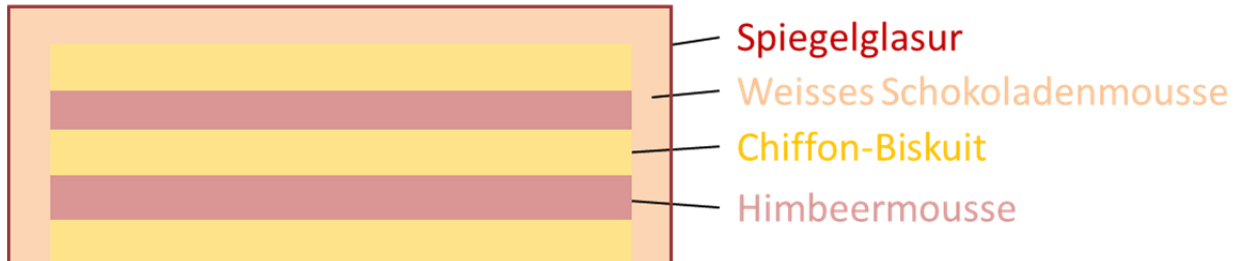 Spiegelglasur
Weisses Schokoladenmousse
Chiffon-Biskuit
Himbeermousse